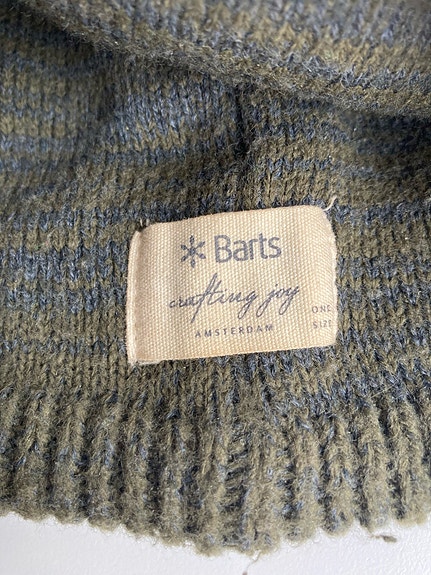 Barts
crafting joy
AMSTERDAM
ONE
SIZE